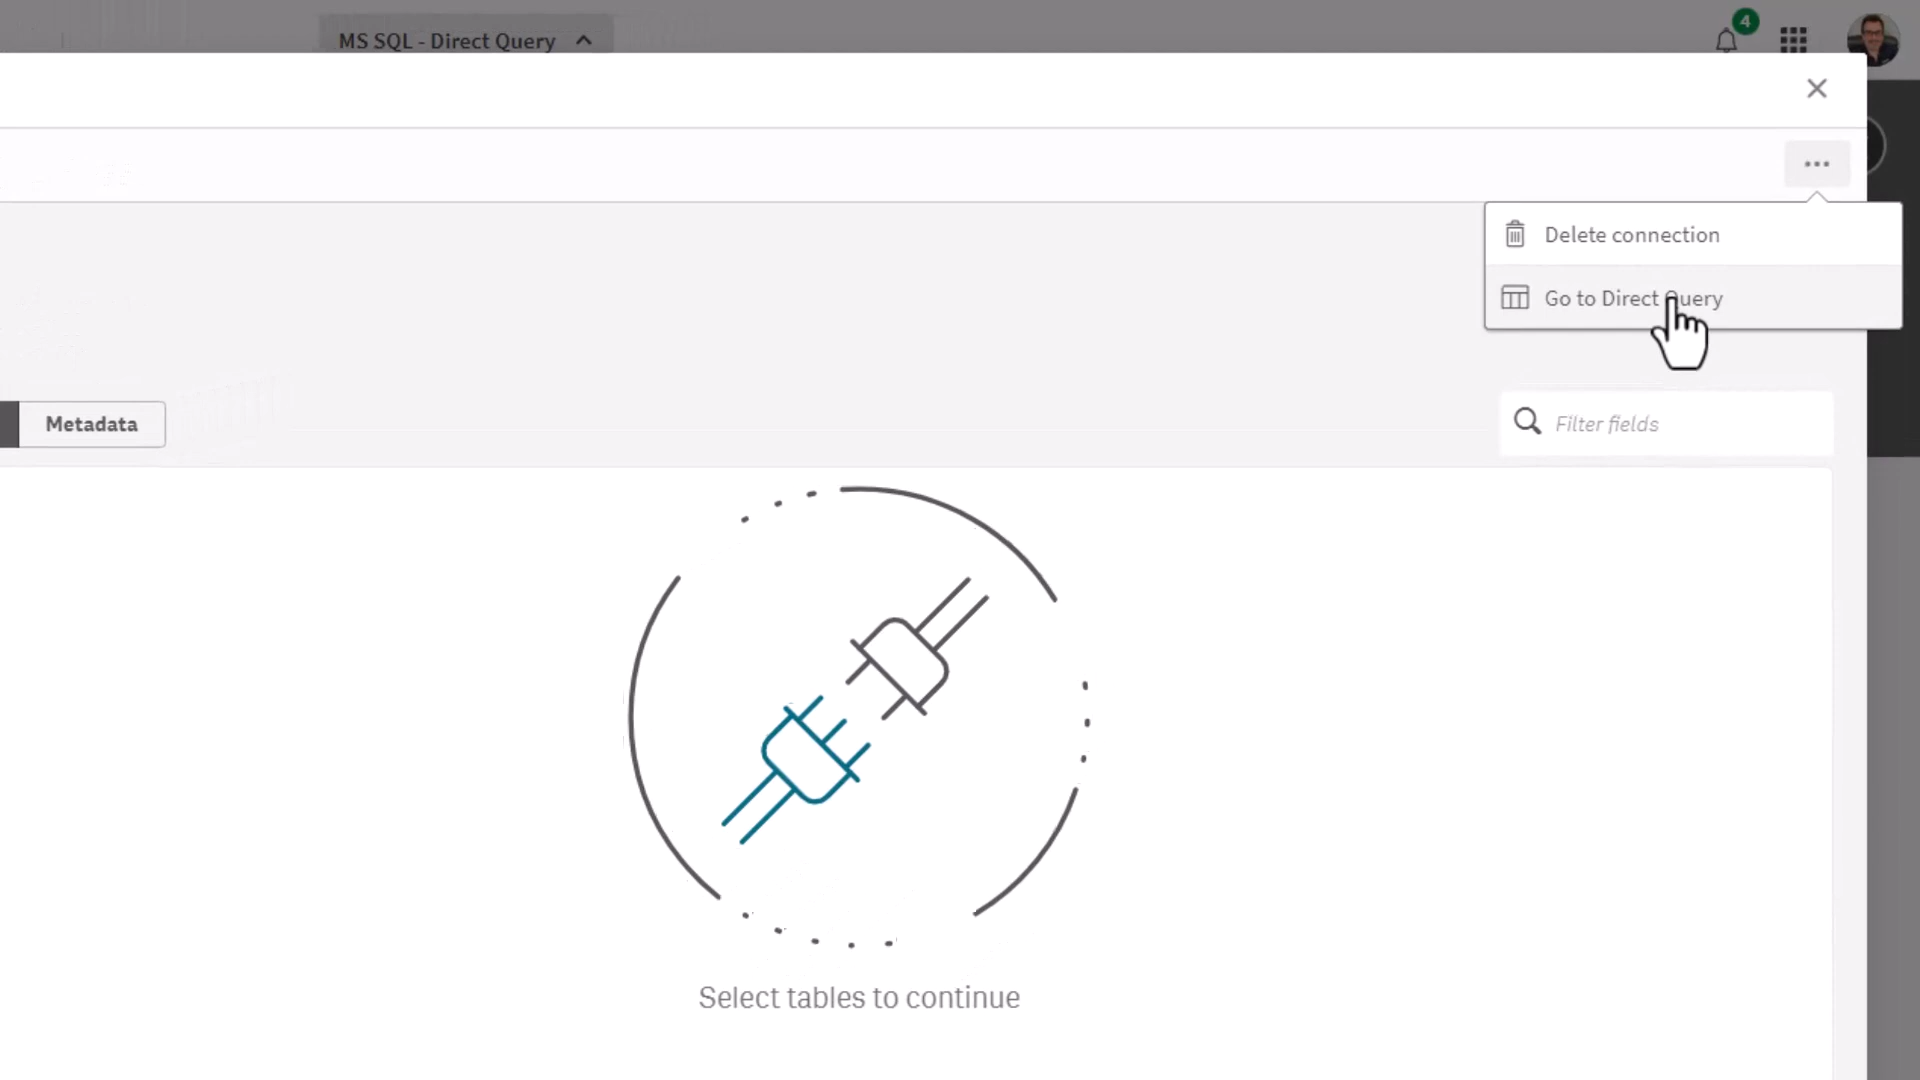 MS SQL - Direct Query
4
Delete connection
Go to Direct Query
Metadata
Filter fields
Select tables to continue